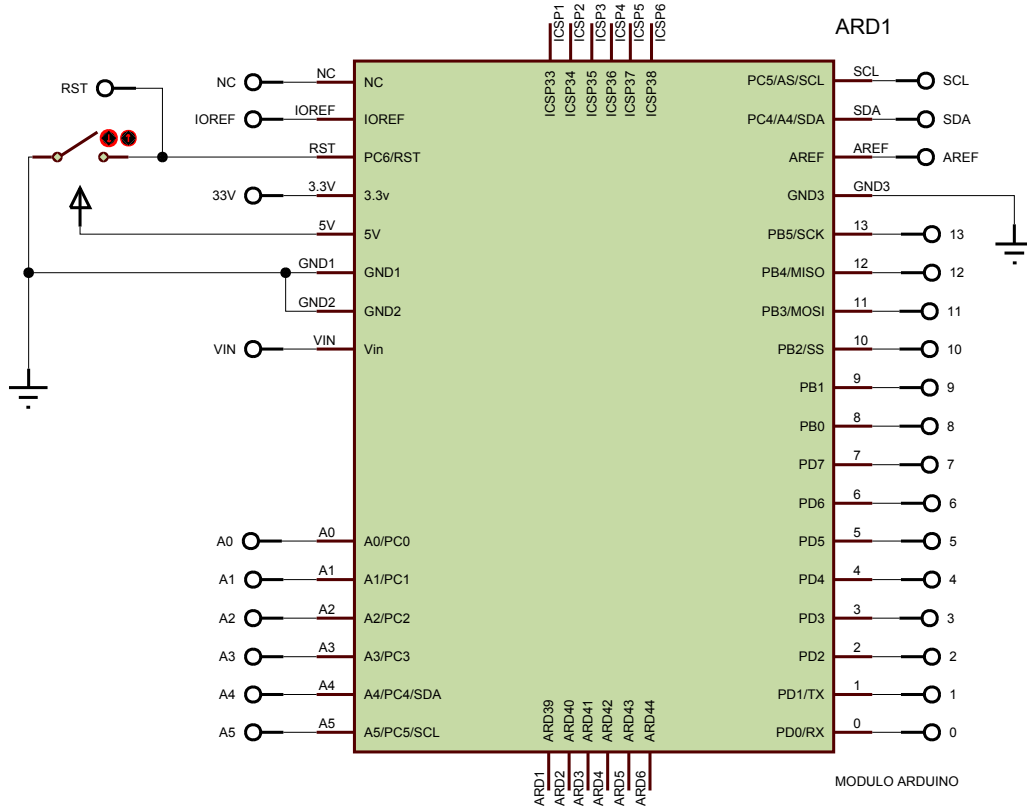 ARD1
ICSP1
ICSP2
ICSP3
ICSP4
ICSP5
ICSP6
ICSP33
ICSP34
ICSP35
ICSP36
ICSP37
ICSP38
RST
NC NC NC
IOREF IOREF IOREF
RST PC6/RST
33V 3.3V 3.3v
5V 5V
GND1 GND1
GND2 GND2
VIN VIN Vin
A0 A0 A0/PC0
A1 A1 A1/PC1
A2 A2 A2/PC2
A3 A3 A3/PC3
A4 A4 A4/PC4/SDA
A5 A5 A5/PC5/SCL
PC5/AS/SCL SCL SCL
PC4/A4/SDA SDA SDA
AREF AREF AREF
GND3 GND3
PB5/SCK 13 13
PB4/MISO 12 12
PB3/MOSI 11 11
PB2/SS 10 10
PB1 9 9
PB0 8 8
PD7 7 7
PD6 6 6
PD5 5 5
PD4 4 4
PD3 3 3
PD2 2 2
PD1/TX 1 1
PD0/RX 0 0
ARD39
ARD40
ARD41
ARD42
ARD43
ARD44
ARD1
ARD2
ARD3
ARD4
ARD5
ARD6
MODULO ARDUINO